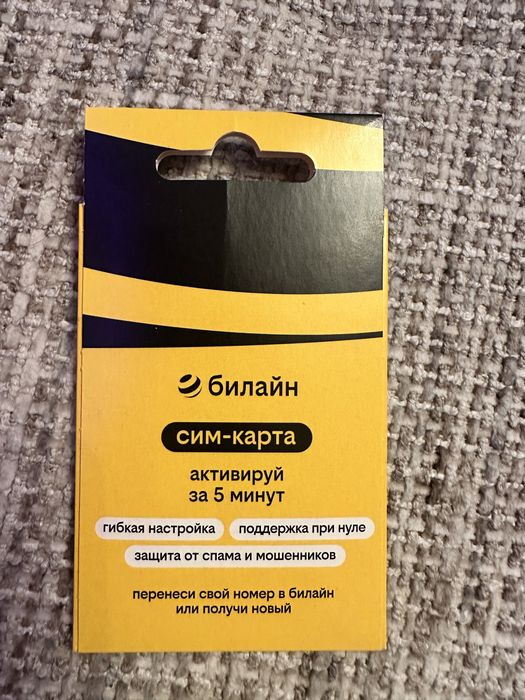 билайн
сим-карта
активируй
за 5 минут
гибкая настройка поддержка при нуле
защита от спама и мошенников
перенеси свой номер в билайн
или получи новый